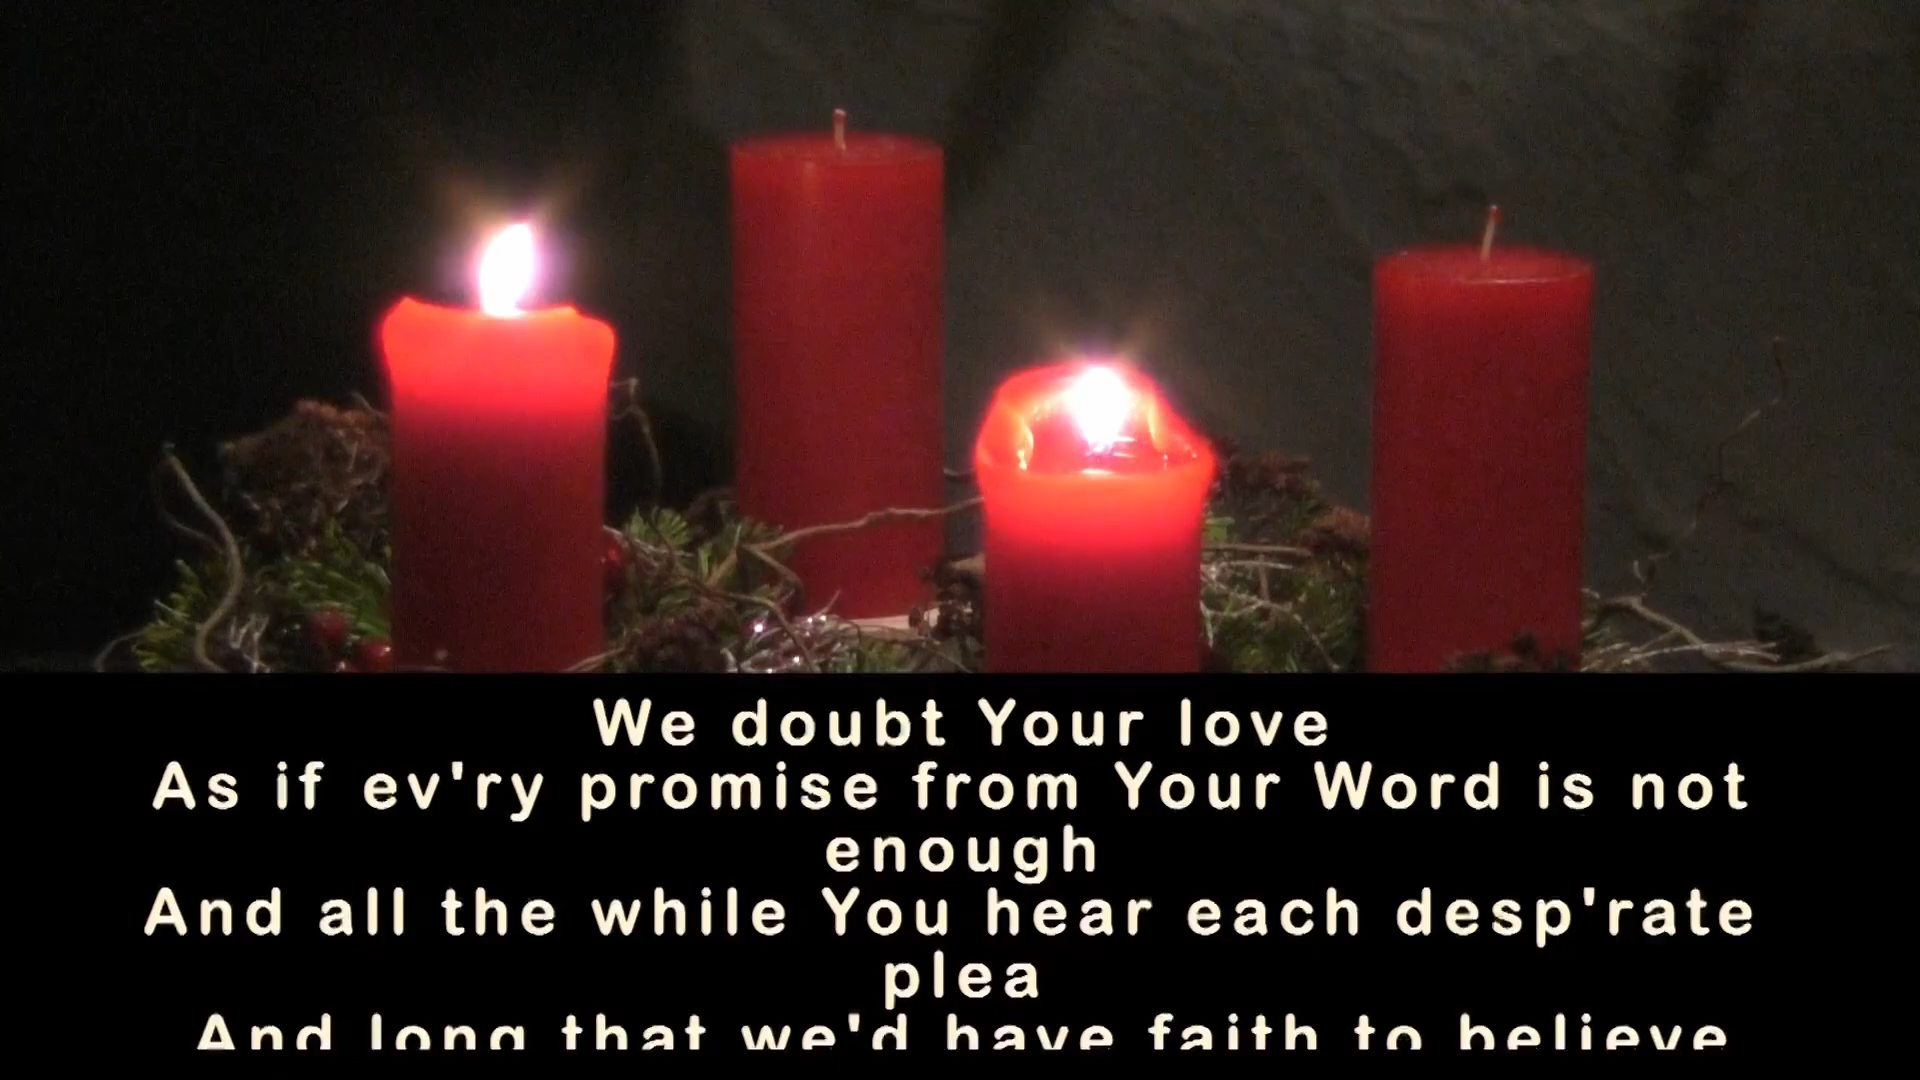 We doubt Your love
As if ev'ry promise from Your Word is not
enough
And all the while You hear each desp'rate
plea
And long that we'd have faith to believe